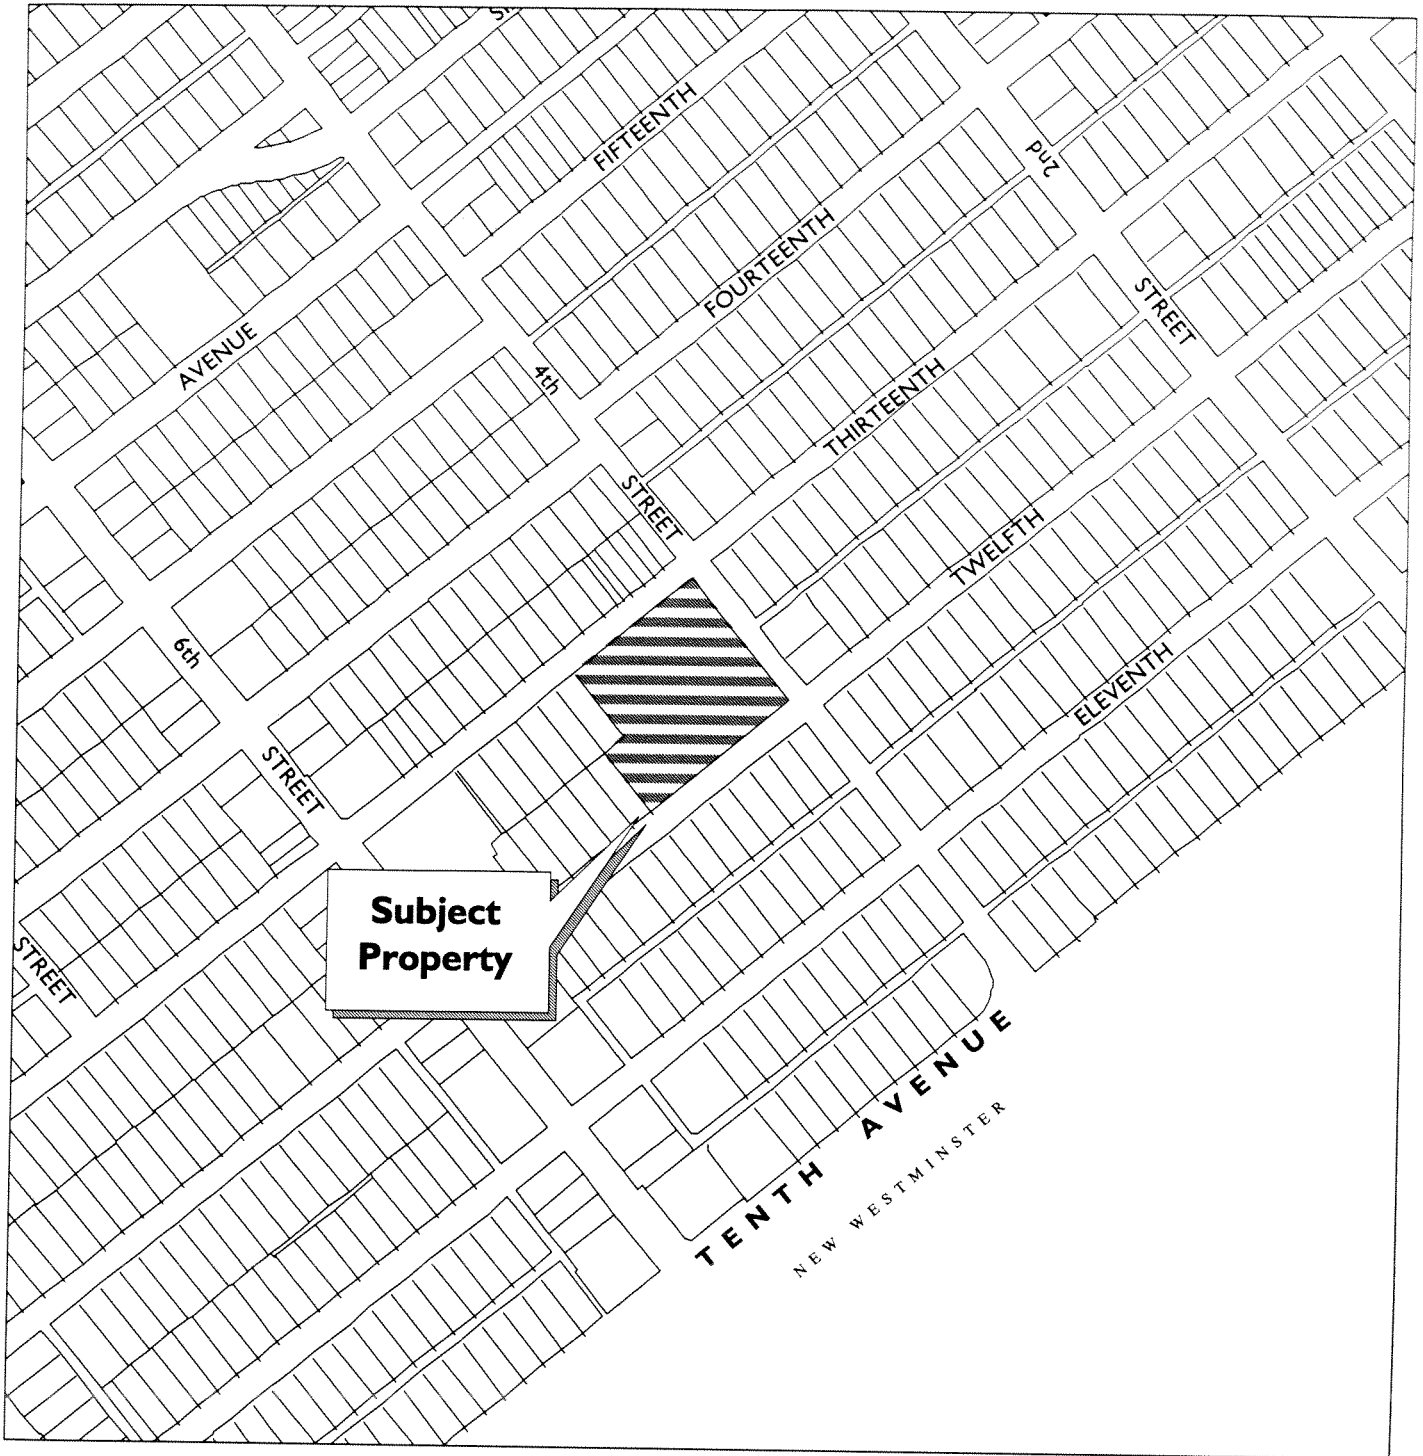 FIFTEENTH
2nd
FOURTEENTH
STREET
AVENUE
4th
THIRTEENTH
STREET
TWELFTH
6th
ELEVENTH
STREET
Subject
Property
STREET
TENTH AVENUE
NEW WESTMINSTER